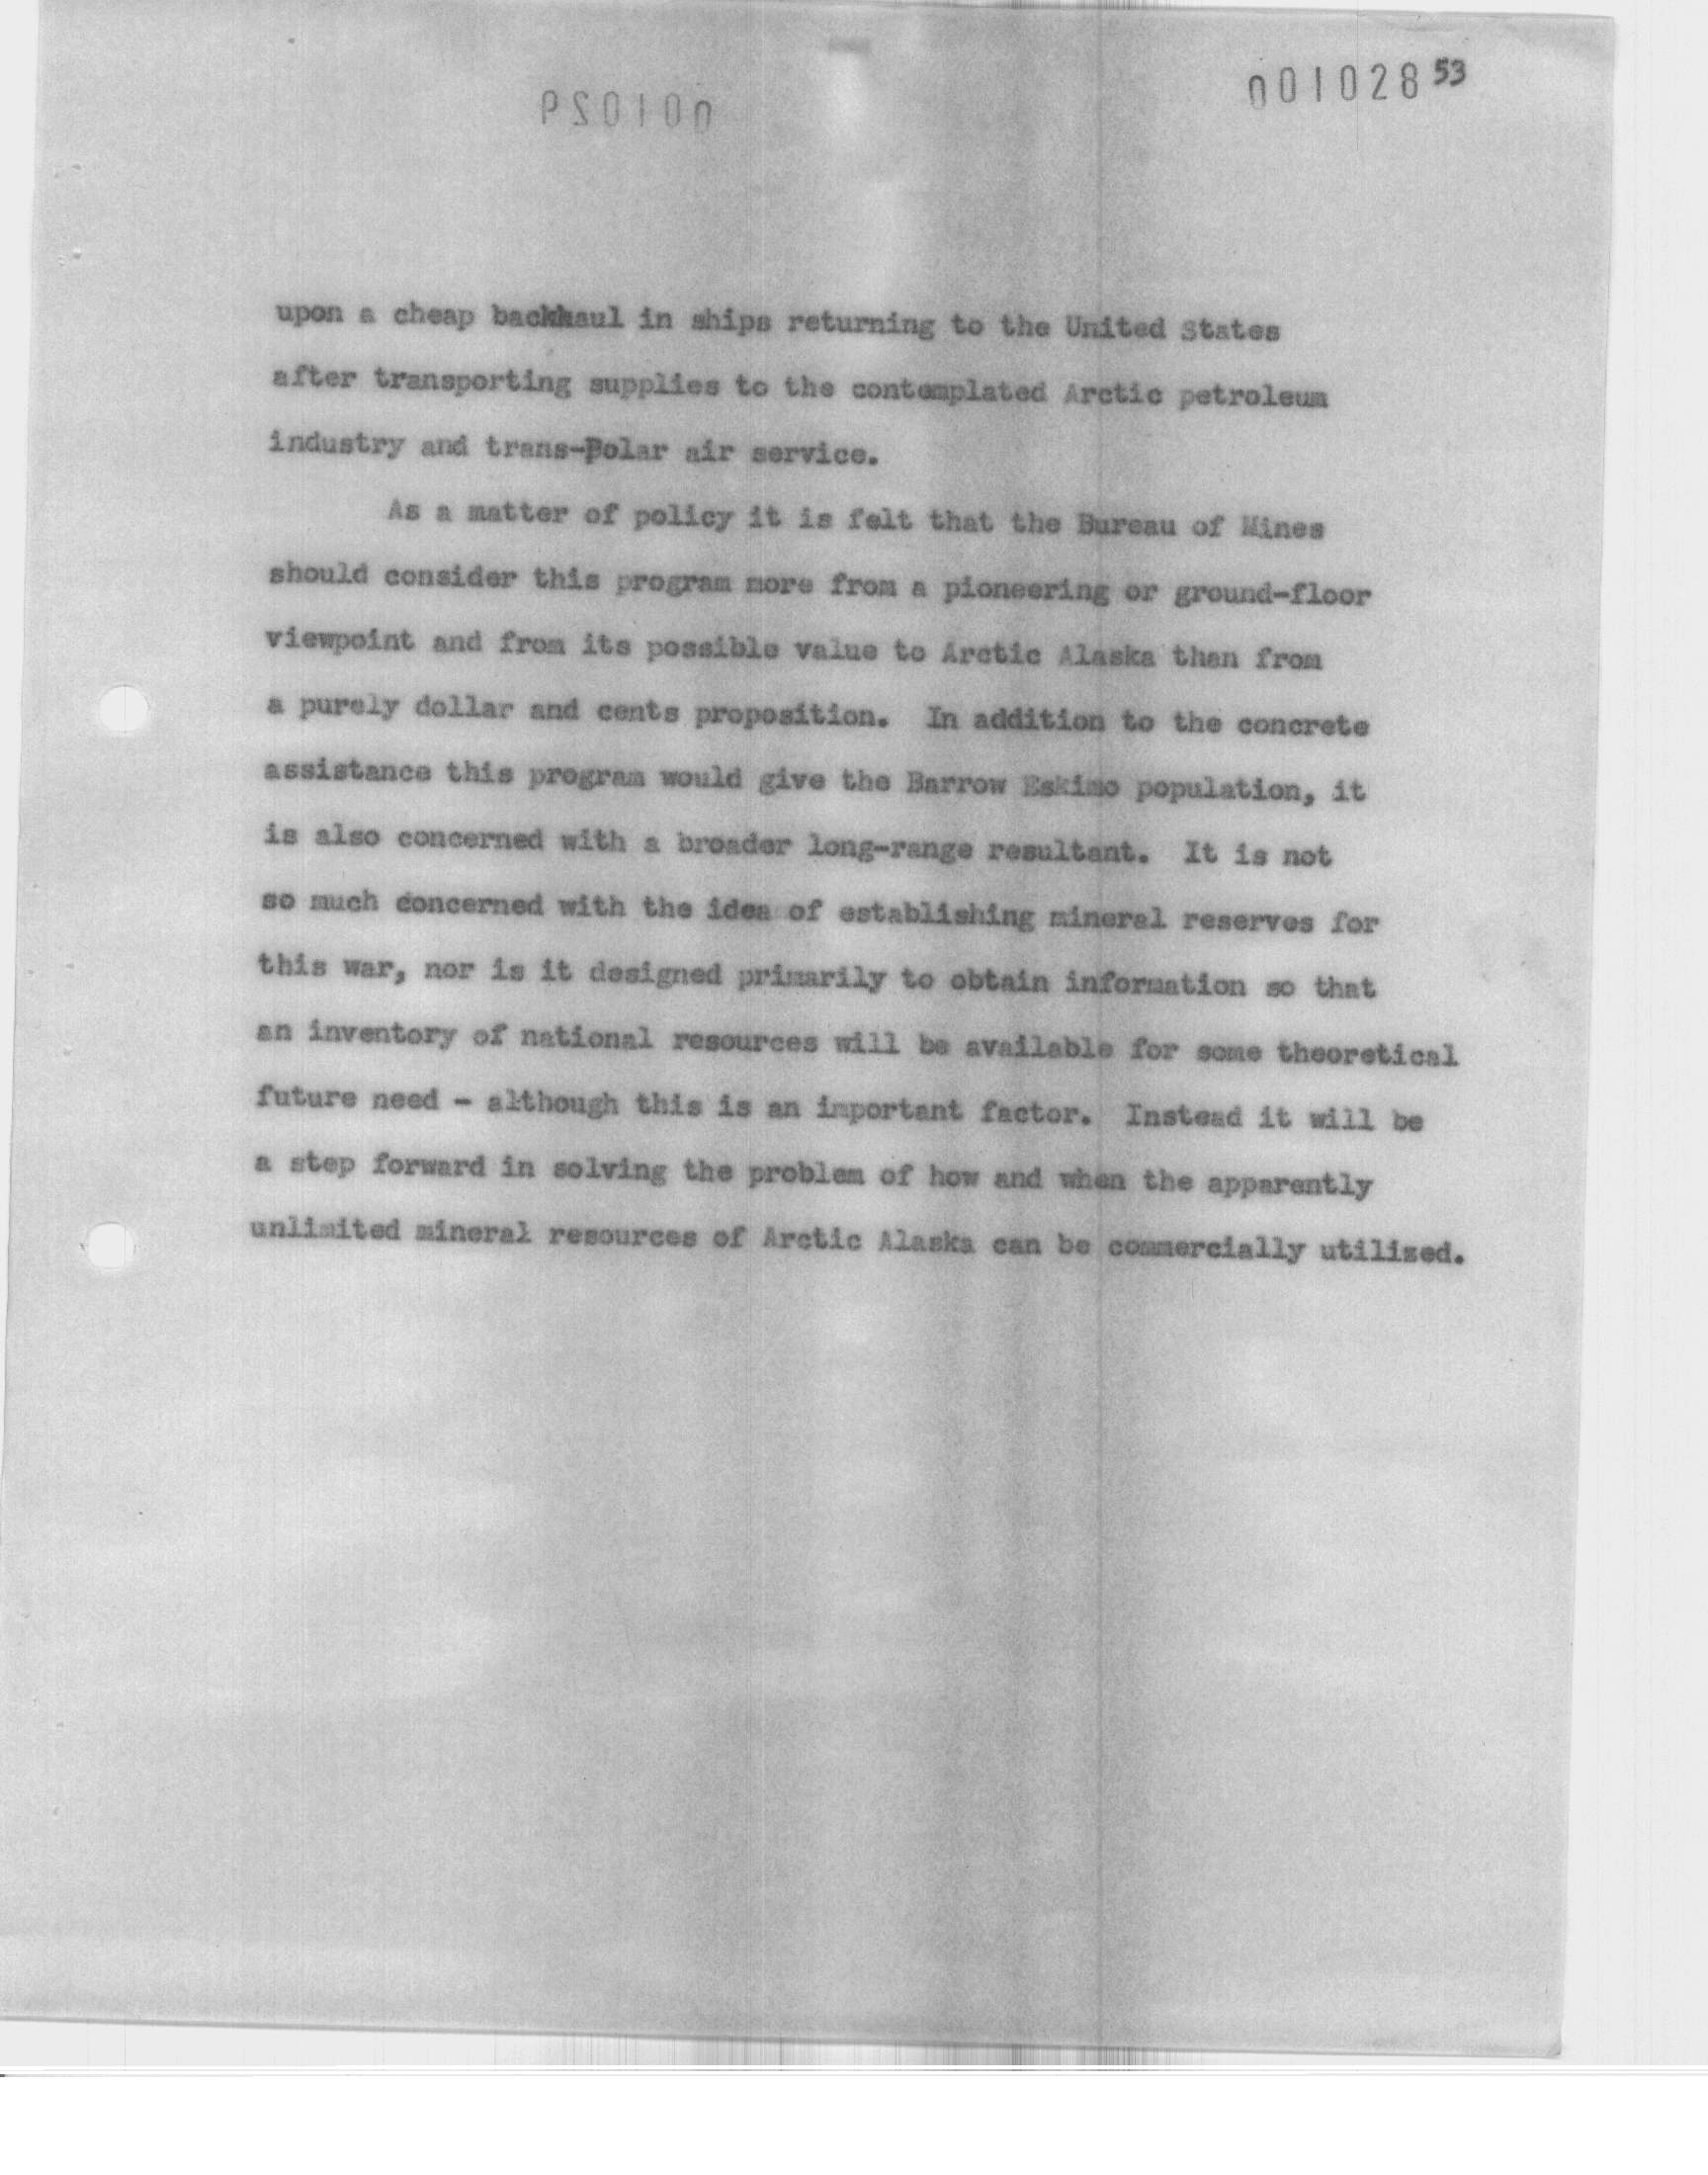 001028 53
001029
upon a cheap backhaul in ships returning to the United States
after transporting supplies to the contemplated Arctic petroleum
industry and trans-Polar air service.
As a matter of policy it is felt that the Bureau of Mines
should consider this program more from a pioneering or ground-floor
viewpoint and from its possible value to Arctic Alaska than from
a purely dollar and cents proposition. In addition to the concrete
assistance this program would give the Barrow Eskimo population, it
is also concerned with a broader long-range resultant. It is not
so much concerned with the idea of establishing mineral reserves for
this war, nor is it designed primarily to obtain information so that
an inventory of national resources will be available for some theoretical
future need - although this is an important factor. Instead it will be
a step forward in solving the problem of how and when the apparently
unlimited mineral resources of Arctic Alaska can be commercially utilized.